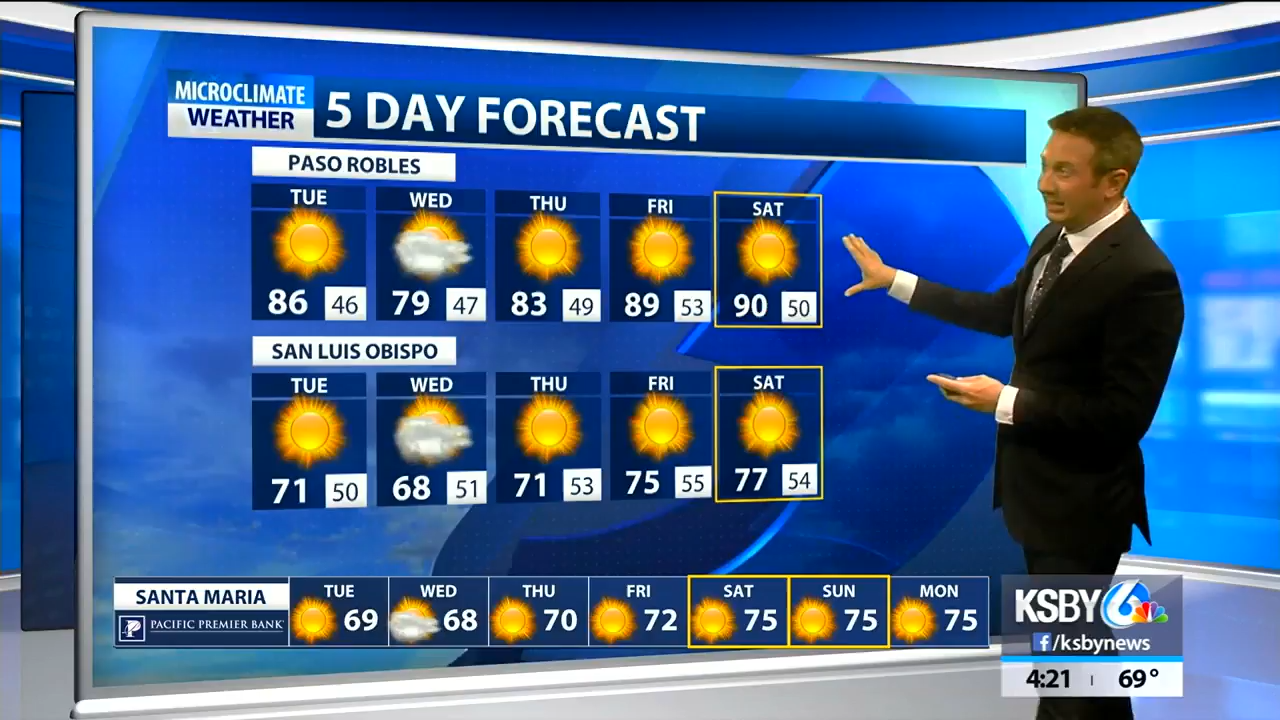 MICROCLIMATE
WEATHER
5 DAY FORECAST
PASO ROBLES
TUE WED THU FRI SAT
86 46 79 47 83 49 89 53 90 50
SAN LUIS OBISPO
TUE WED THU FRI SAT
71 50 68 51 71 53 75 55 77 54
SANTA MARIA
PACIFIC PREMIER BANK
TUE WED THU FRI SAT SUN MON
69 68 70 72 75 75 75
KSBY 6
f/ksbynews
4:21 69°